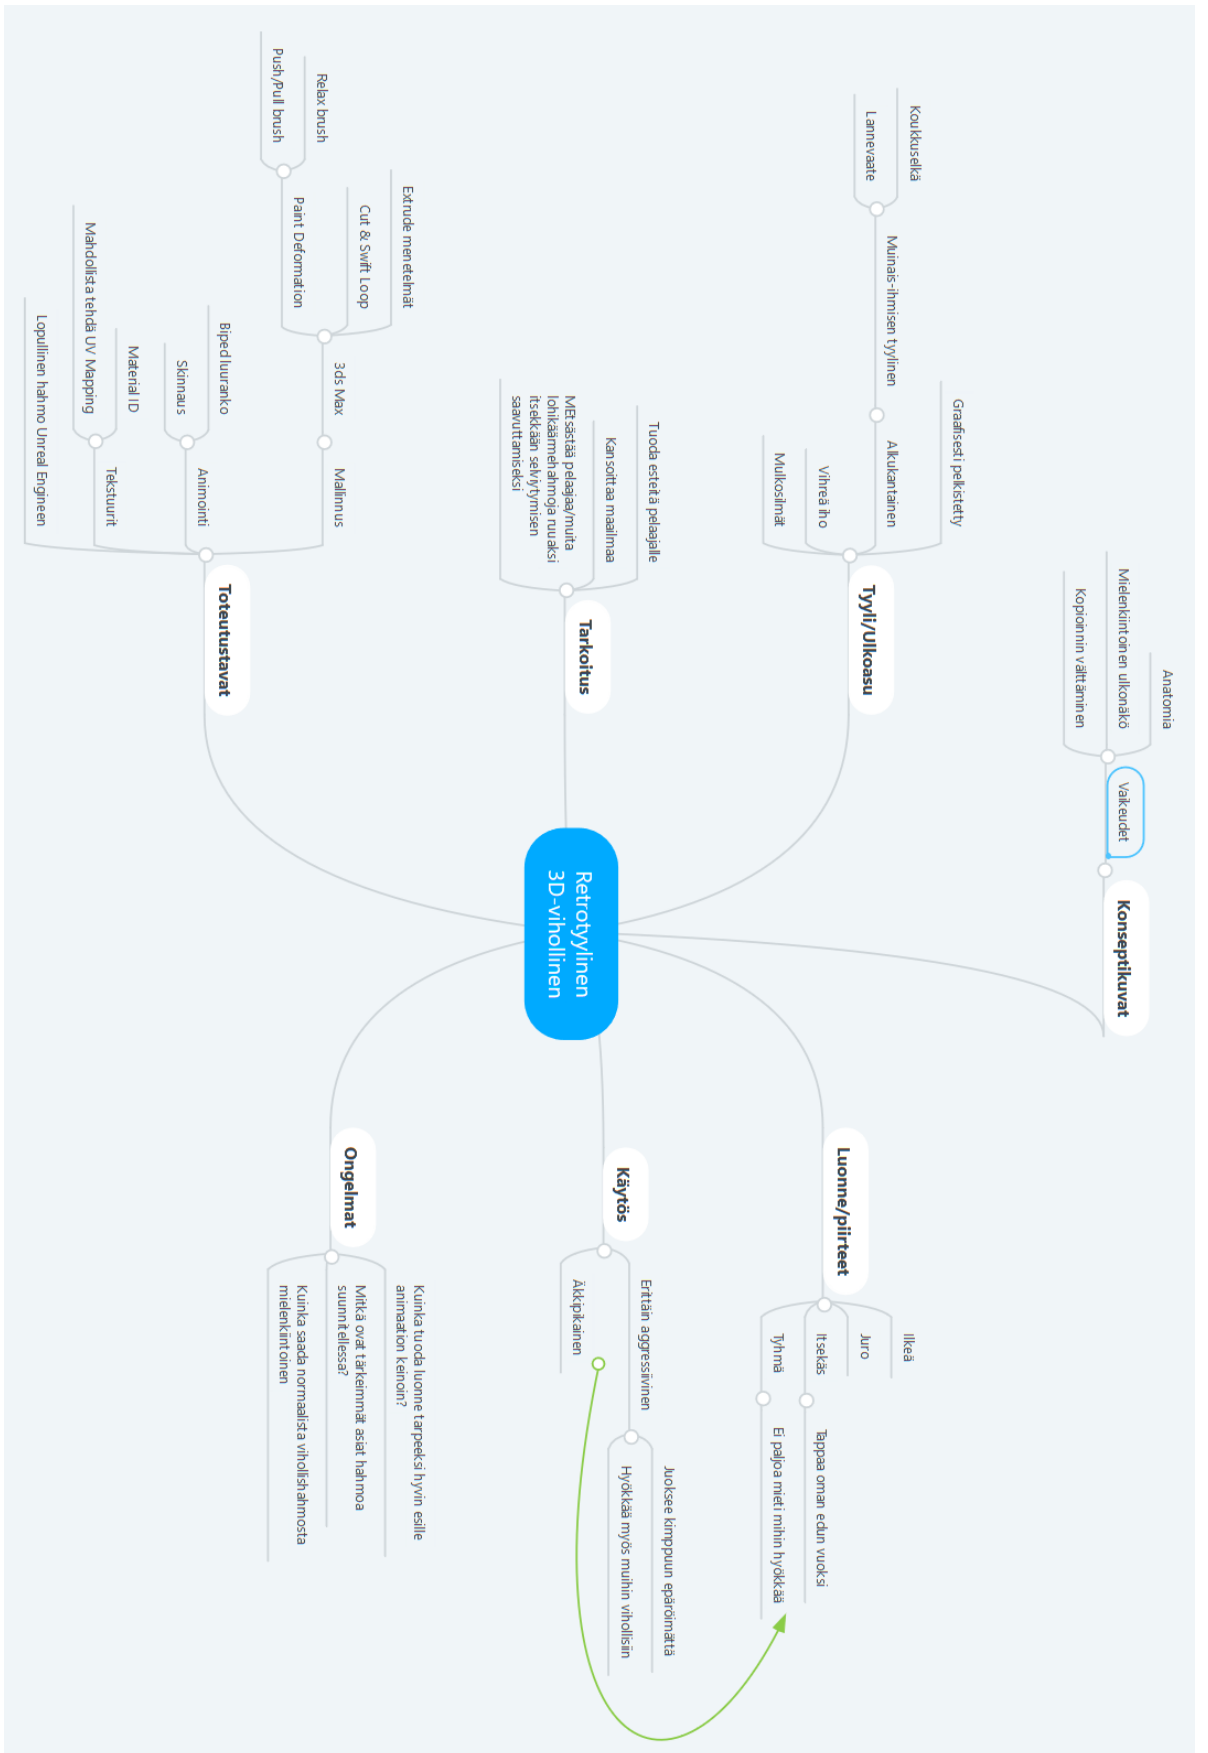 Anatomia
Mielenkiintoinen ulkonäkö
Kopioinnin välttäminen
Vaikeudet
Konseptikuvat
Graafisesti pelkistetty
Koukkuselkä
Lannevaate
Muinais-ihmisen tyylinen
Alkukantainen
Vihreä iho
Mulkosilmät
Tyyli/Ulkoasu
Tuoda esteitä pelaajalle
Kansoittaa maailmaa
MEtsästää pelaajaa/muita
lohikäärmehahmoja ruuaksi
itsekkään selviytymisen
saavuttamiseksi
Tarkoitus
Extrude menetelmät
Cut & Swift Loop
Relax brush
Push/Pull brush
Paint Deformation
3ds Max
Mallinnus
Biped luuranko
Skinnaus
Animointi
Material ID
Mahdollista tehdä UV Mapping
Tekstuurit
Lopullinen hahmo Unreal Engineen
Toteutustavat
Retrotyylinen
3D-vihollinen
Luonne/piirteet
Ilkeä
Juro
Itsekäs
Tappaa oman edun vuoksi
Tyhmä
Ei paljoa mieti mihin hyökkää
Käytös
Erittäin aggressiivinen
Juoksee kimppuun epäröimättä
Hyökkää myös muihin vihollisiin
Äkkipikainen
Ongelmat
Kuinka tuoda luonne tarpeeksi hyvin esille
animaation keinoin?
Mitkä ovat tärkeimmät asiat hahmoa
suunnitellessa?
Kuinka saada normaalista vihollishahmosta
mielenkiintoinen